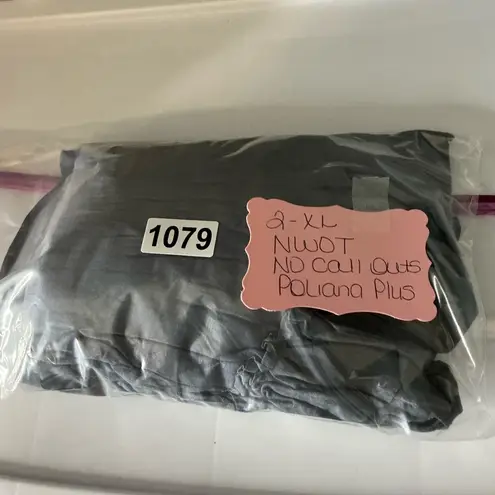 1079
2-XL
NWOT
NO Call Outs
POLiana Plus